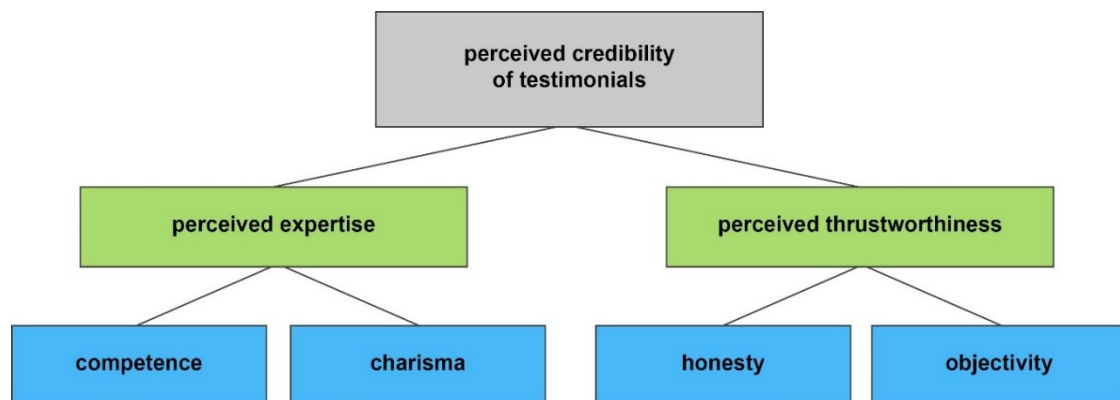 perceived credibility
of testimonials
perceived expertise
perceived thrustworthiness
competence
charisma
honesty
objectivity